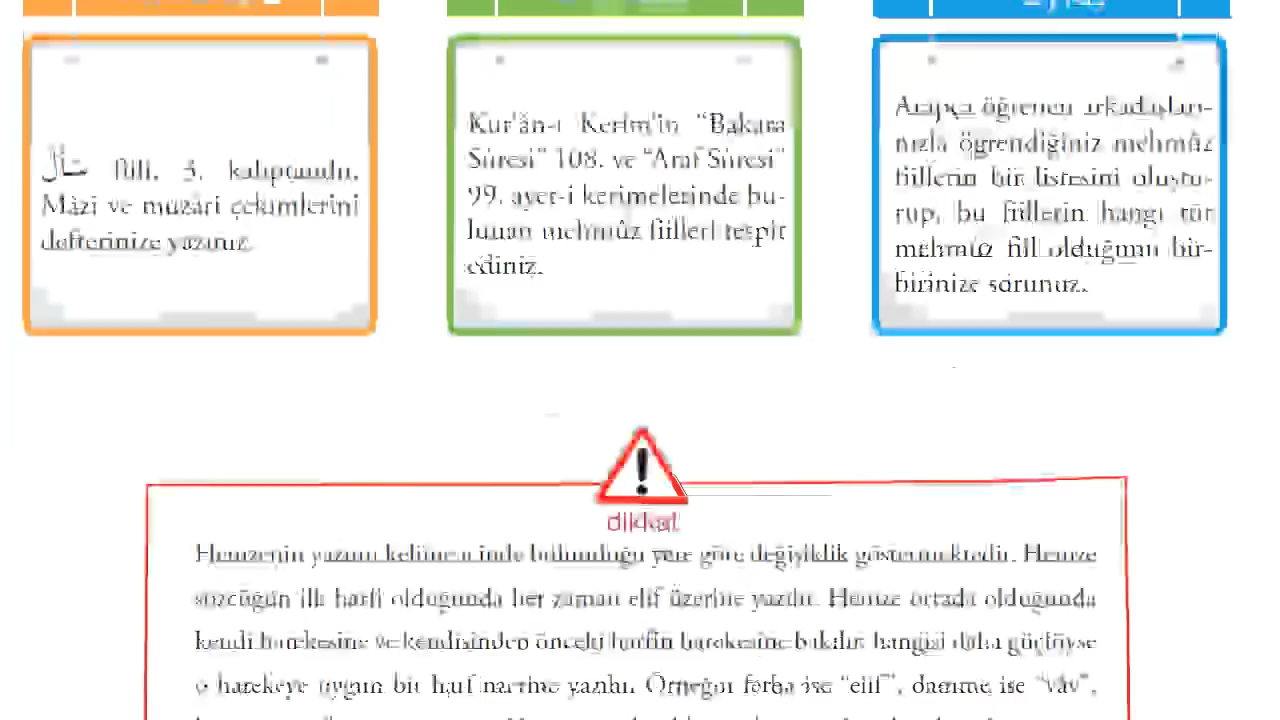 سَأَلَ fiili, 3. kalıptandır.
Mâzi ve muzâri çekimlerini
defterinize yazınız.
Kur'ân-ı Kerim'in "Bakara
Sûresi" 108. ve "Araf Sûresi"
99. ayet-i kerimelerinde bu-
lunan mehmûz fiilleri tespit
ediniz.
Arapça öğrenen arkadaşları-
nızla öğrendiğiniz mehmûz
fiillerin bir listesini oluştu-
rup, bu fiillerin hangi tür
mehmûz fiil olduğunu bir-
birinize sorunuz.
dikkat
Hemzenin yazımı kelime içinde bulunduğu yere göre değişiklik göstermektedir. Hemze
sözcüğün ilk harfi olduğunda her zaman elif üzerine yazılır. Hemze ortada olduğunda
kendi harekesine ve kendisinden önceki harfin harekesine bakılır hangisi daha güçlüyse
o harekeye uygun bir harf üzerine yazılır. Örneğin fetha ise "elif", damme ise "vâv",